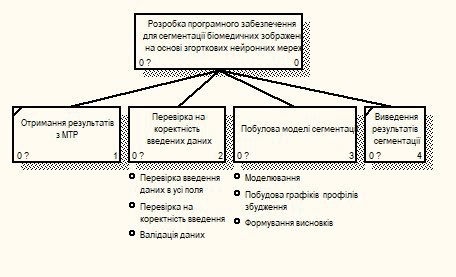 Розробка програмного забезпечення
для сегментації біомедичних зображень
на основі згорткових нейронних мереж
0 ? 0
Отримання результатів
з МТР
0 ? 1
Перевірка на
коректність
введених даних
0 ? 2
Побулова моделі сегментації
0 ? 3
Виведення
результатів
сегментації
0 ? 4
Перевірка введення
даних в усі поля
Перевірка на
коректність введення
Валідація даних
Моделювання
Побудова графіків профілів
збудження
Формування висновків